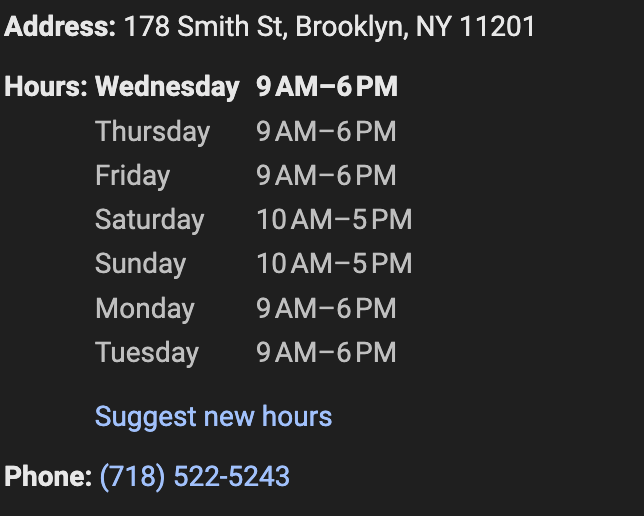 Address: 178 Smith St, Brooklyn, NY 11201
Hours: Wednesday 9 AM–6 PM
Thursday 9 AM–6 PM
Friday 9 AM–6 PM
Saturday 10 AM–5 PM
Sunday 10 AM–5 PM
Monday 9 AM–6 PM
Tuesday 9 AM–6 PM
Suggest new hours
Phone: (718) 522-5243